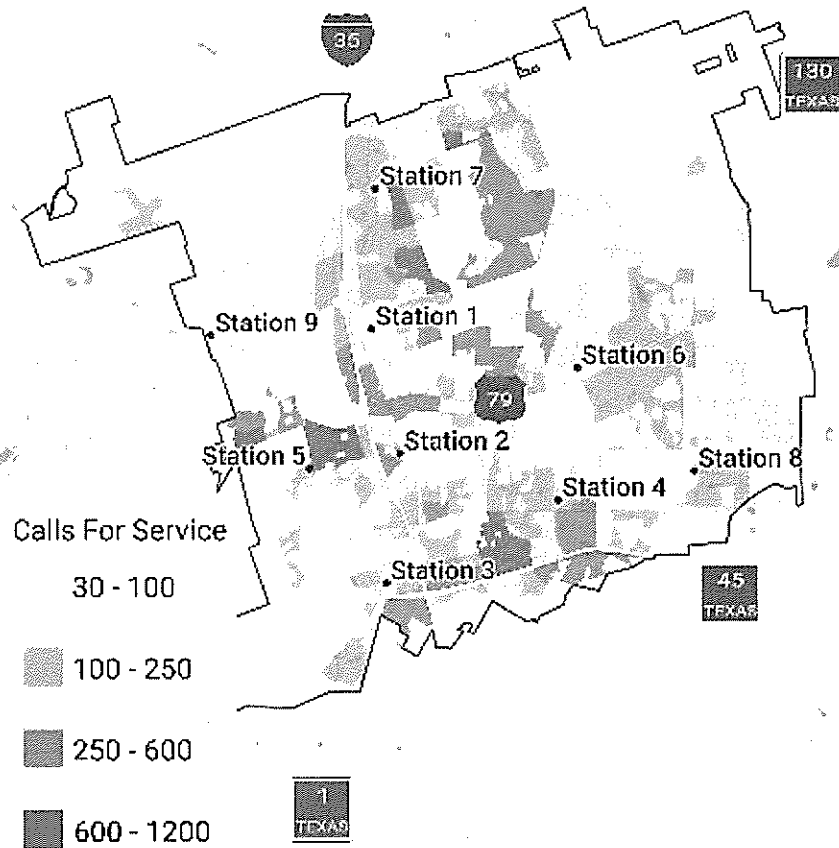 35
130
TEXAS
Station 7
Station 9
Station 1
Station 6
79
Station 2
Station 5
Station 8
Station 4
Calls For Service
30 - 100
Station 3
45
TEXAS
100 - 250
250 - 600
1
TEXAS
600 - 1200